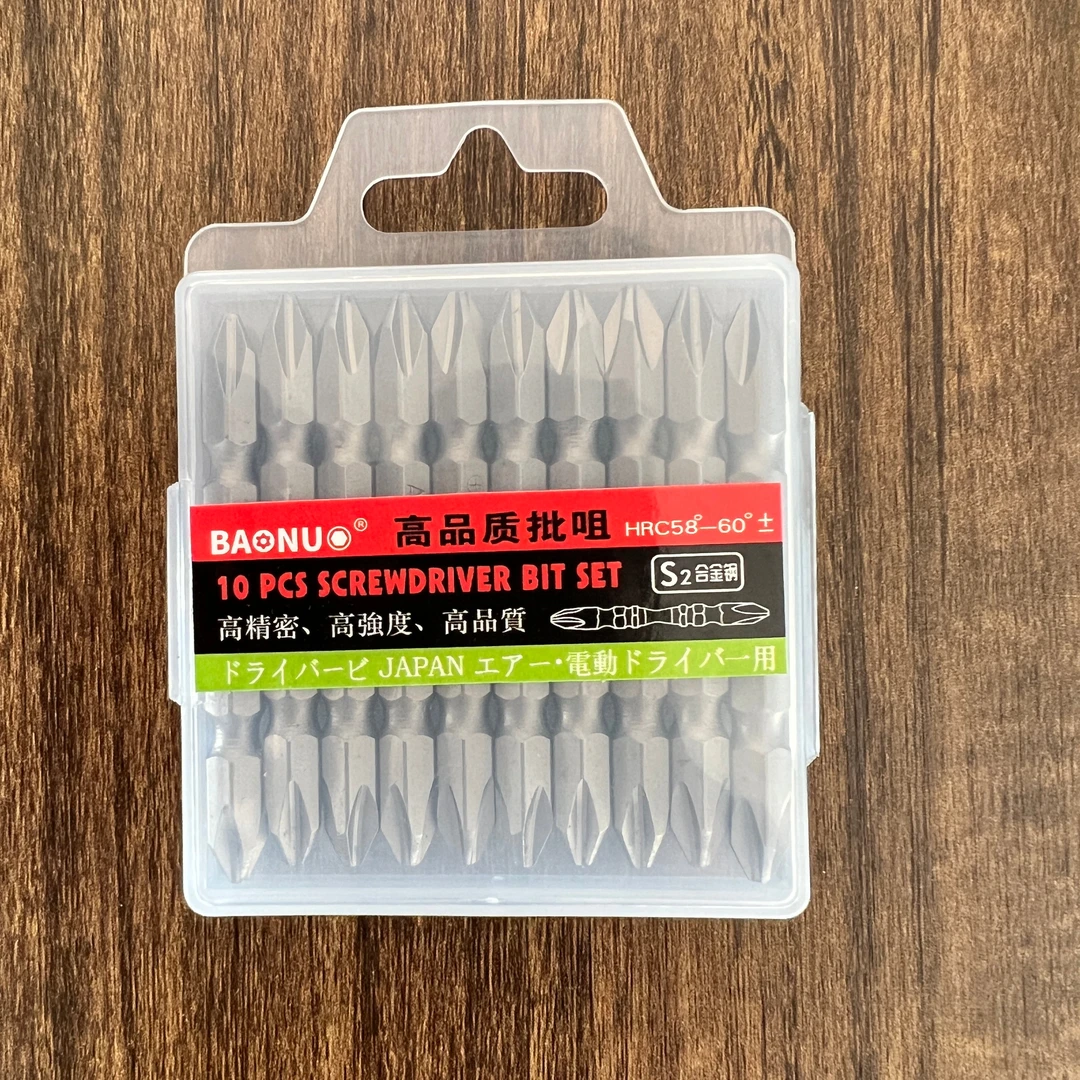 BAONUO® 高品质批咀 HRC58°-60°±
10 PCS SCREWDRIVER BIT SET S2合金钢
高精密、高強度、高品質
ドライバービ JAPAN エアー・電動ドライバー用